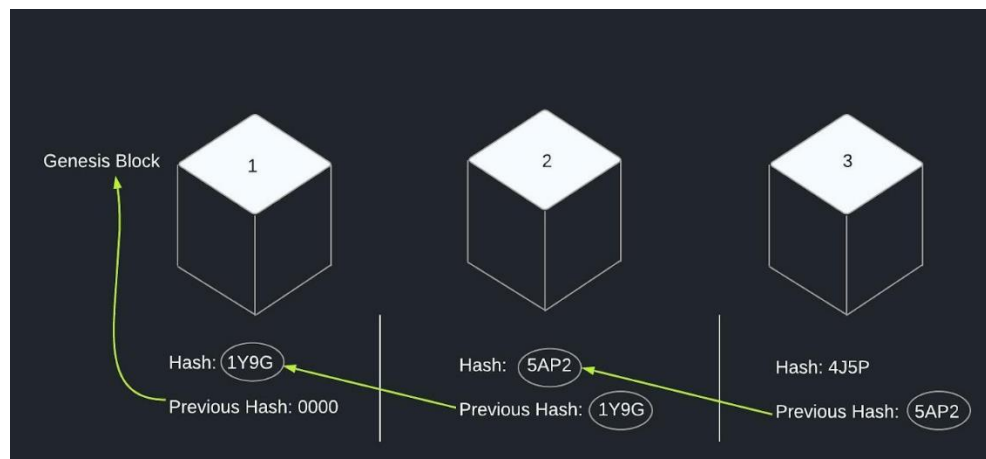 Genesis Block
1
2
3
Hash: 1Y9G
Previous Hash: 0000
Hash: 5AP2
Previous Hash: 1Y9G
Hash: 4J5P
Previous Hash: 5AP2